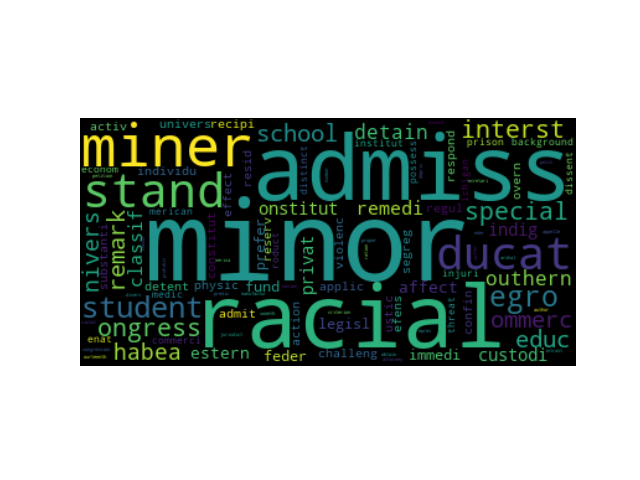 activ univers recipi
miner
school detain interst
institut prison background
econom individu
admiss
stand
resid
distinct
possess
respond
overn
dissent
effect
nivers
substanti
remark
classif
merican
constitut
prefer
reserv
onstitut remedi
regul
special
minor
indig
ducat
privat
violenc
segreg
injuri
outhern
detent physic fund applic affect
medic
student
racial
egro
ommerc
admit
action
legisl
ustic
efens
threat
confin
ongress
commerci
educ
enat
habea estern feder challeng immedi custodi